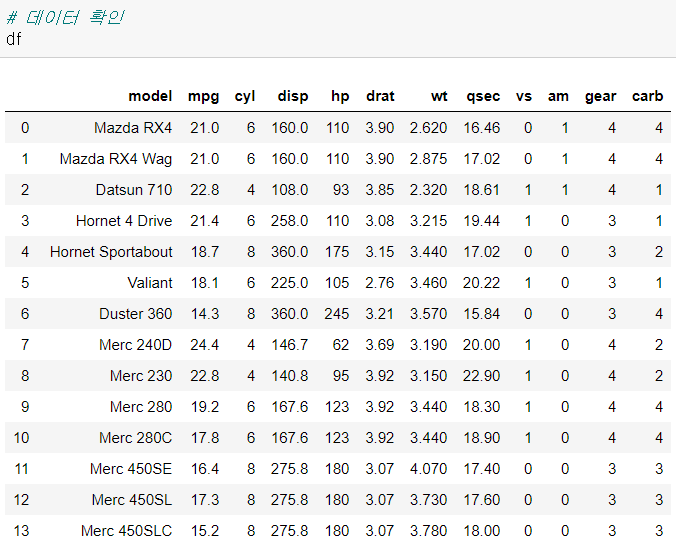 # 데이터 확인
df
model mpg cyl disp hp drat wt qsec vs am gear carb
0 Mazda RX4 21.0 6 160.0 110 3.90 2.620 16.46 0 1 4 4
1 Mazda RX4 Wag 21.0 6 160.0 110 3.90 2.875 17.02 0 1 4 4
2 Datsun 710 22.8 4 108.0 93 3.85 2.320 18.61 1 1 4 1
3 Hornet 4 Drive 21.4 6 258.0 110 3.08 3.215 19.44 1 0 3 1
4 Hornet Sportabout 18.7 8 360.0 175 3.15 3.440 17.02 0 0 3 2
5 Valiant 18.1 6 225.0 105 2.76 3.460 20.22 1 0 3 1
6 Duster 360 14.3 8 360.0 245 3.21 3.570 15.84 0 0 3 4
7 Merc 240D 24.4 4 146.7 62 3.69 3.190 20.00 1 0 4 2
8 Merc 230 22.8 4 140.8 95 3.92 3.150 22.90 1 0 4 2
9 Merc 280 19.2 6 167.6 123 3.92 3.440 18.30 1 0 4 4
10 Merc 280C 17.8 6 167.6 123 3.92 3.440 18.90 1 0 4 4
11 Merc 450SE 16.4 8 275.8 180 3.07 4.070 17.40 0 0 3 3
12 Merc 450SL 17.3 8 275.8 180 3.07 3.730 17.60 0 0 3 3
13 Merc 450SLC 15.2 8 275.8 180 3.07 3.780 18.00 0 0 3 3